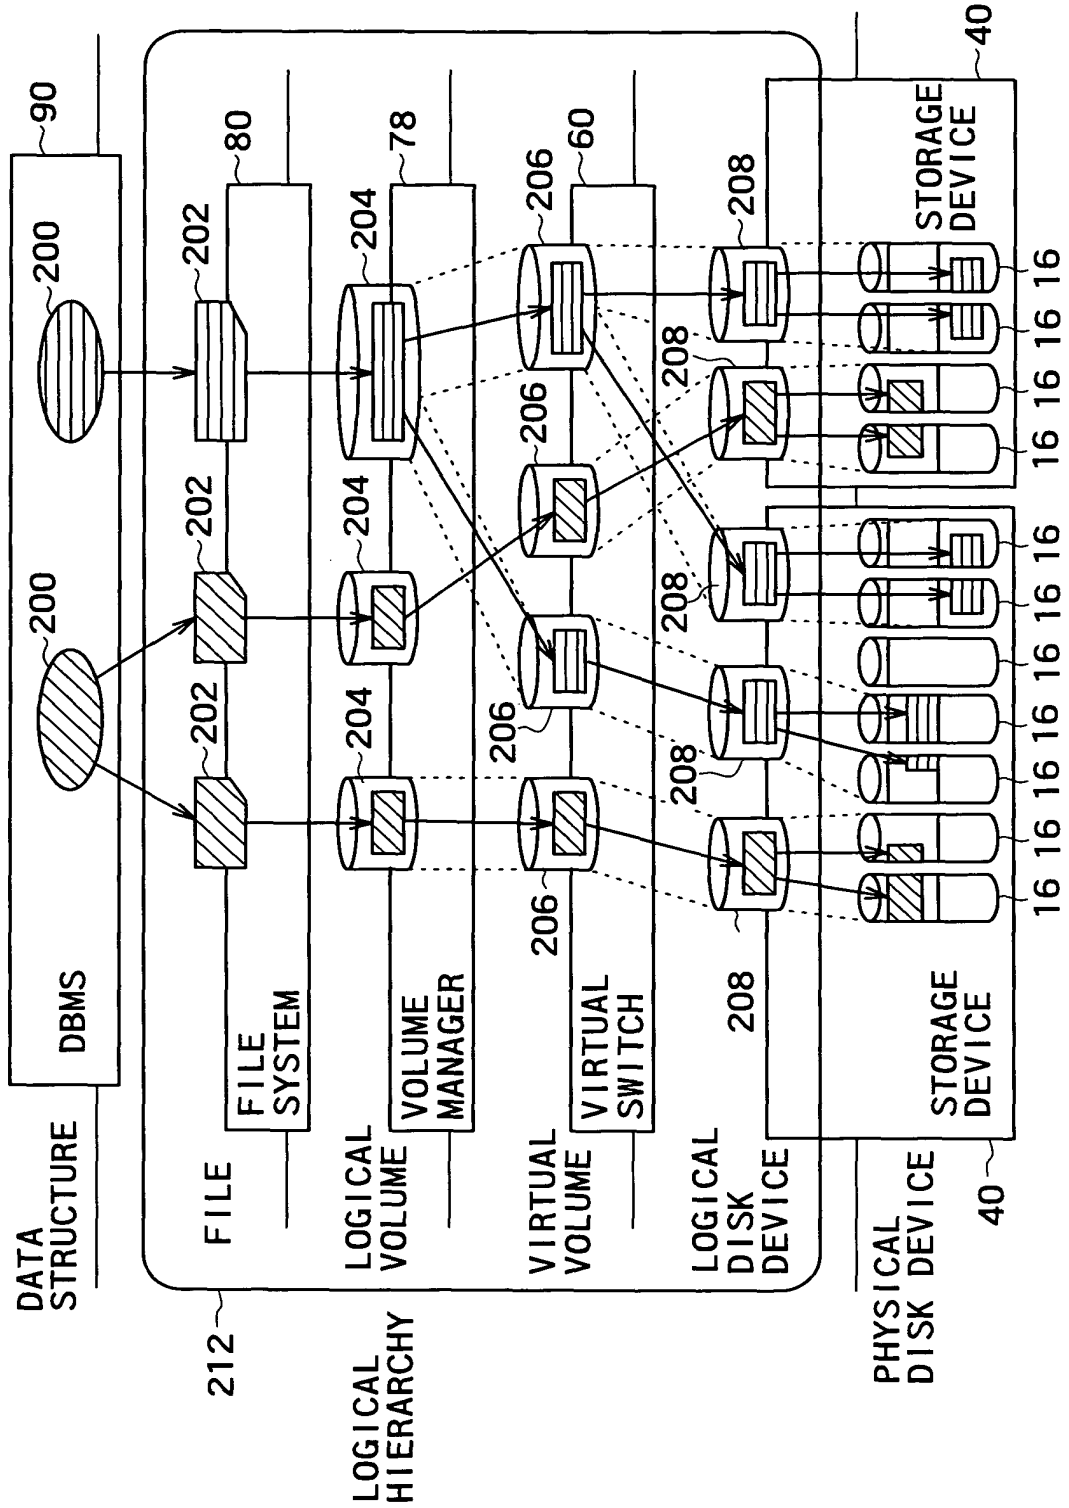 DATA
STRUCTURE
DBMS
200
200
90
212
LOGICAL
HIERARCHY
FILE
202
202
202
FILE
SYSTEM
80
LOGICAL
VOLUME
204
204
204
VOLUME
MANAGER
78
VIRTUAL
VOLUME
206
206
206
206
VIRTUAL
SWITCH
60
LOGICAL
DISK
DEVICE
208
208
208
208
208
PHYSICAL
DISK DEVICE
40
STORAGE
DEVICE
STORAGE
DEVICE
40
16
16
16
16
16
16
16
16
16
16
16